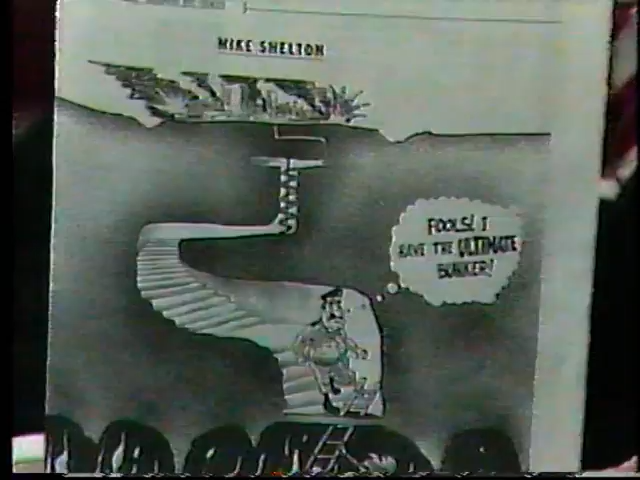 MIKE SHELTON
FOOLS! I
HAVE THE ULTIMATE
BUNKER!